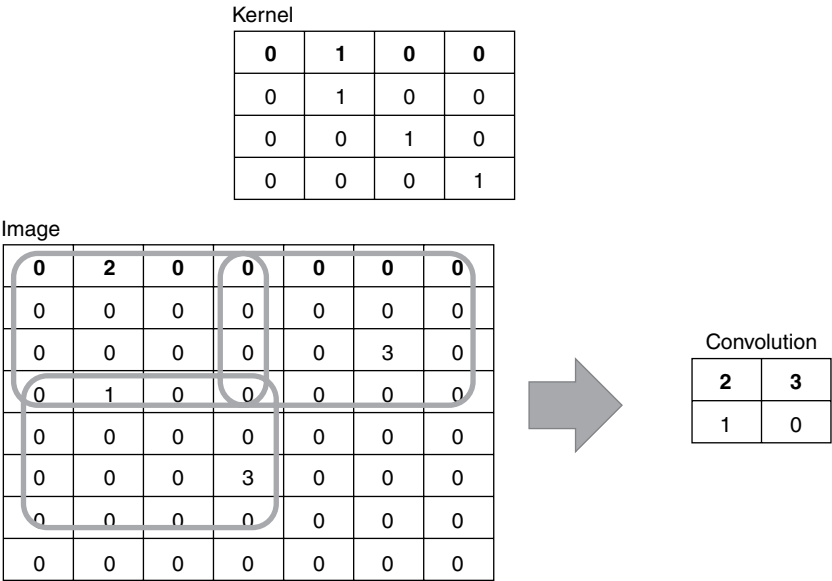 Kernel
0 1 0 0
0 1 0 0
0 0 1 0
0 0 0 1
Image
0 2 0 0 0 0 0
0 0 0 0 0 0 0
0 0 0 0 0 3 0
0 1 0 0 0 0 0
0 0 0 0 0 0 0
0 0 0 3 0 0 0
0 0 0 0 0 0 0
0 0 0 0 0 0 0
Convolution
2 3
1 0